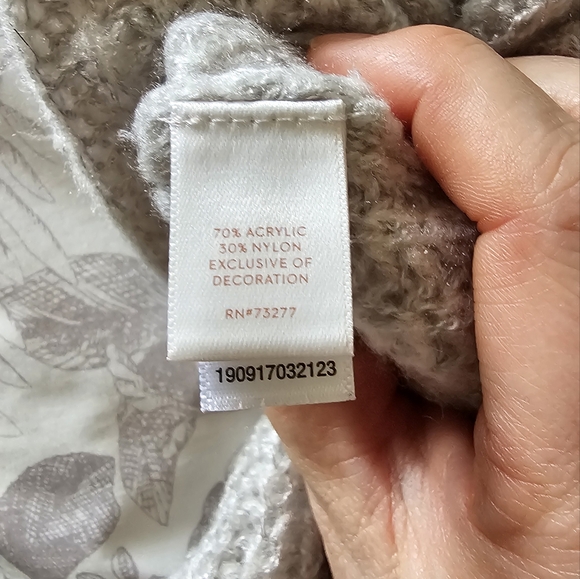 70% ACRYLIC
30% NYLON
EXCLUSIVE OF
DECORATION
RN#73277
190917032123